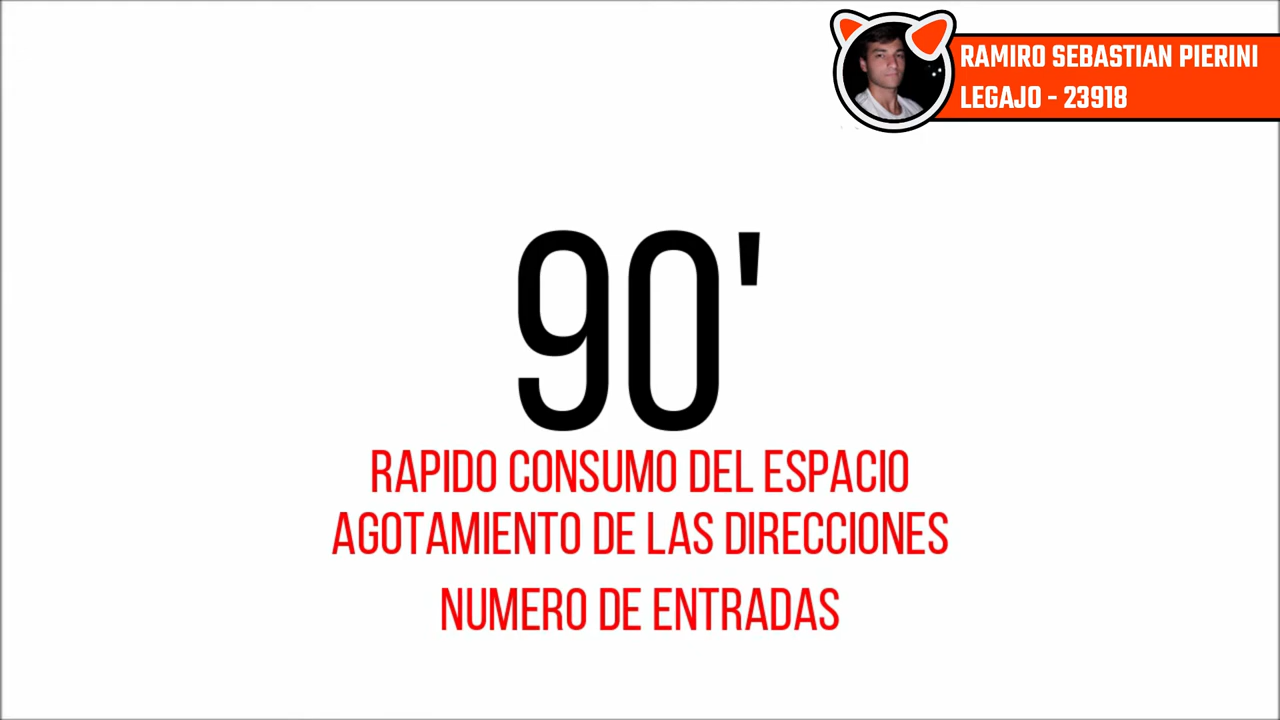 RAMIRO SEBASTIAN PIERINI
LEGAJO - 23918
90'
RAPIDO CONSUMO DEL ESPACIO
AGOTAMIENTO DE LAS DIRECCIONES
NUMERO DE ENTRADAS